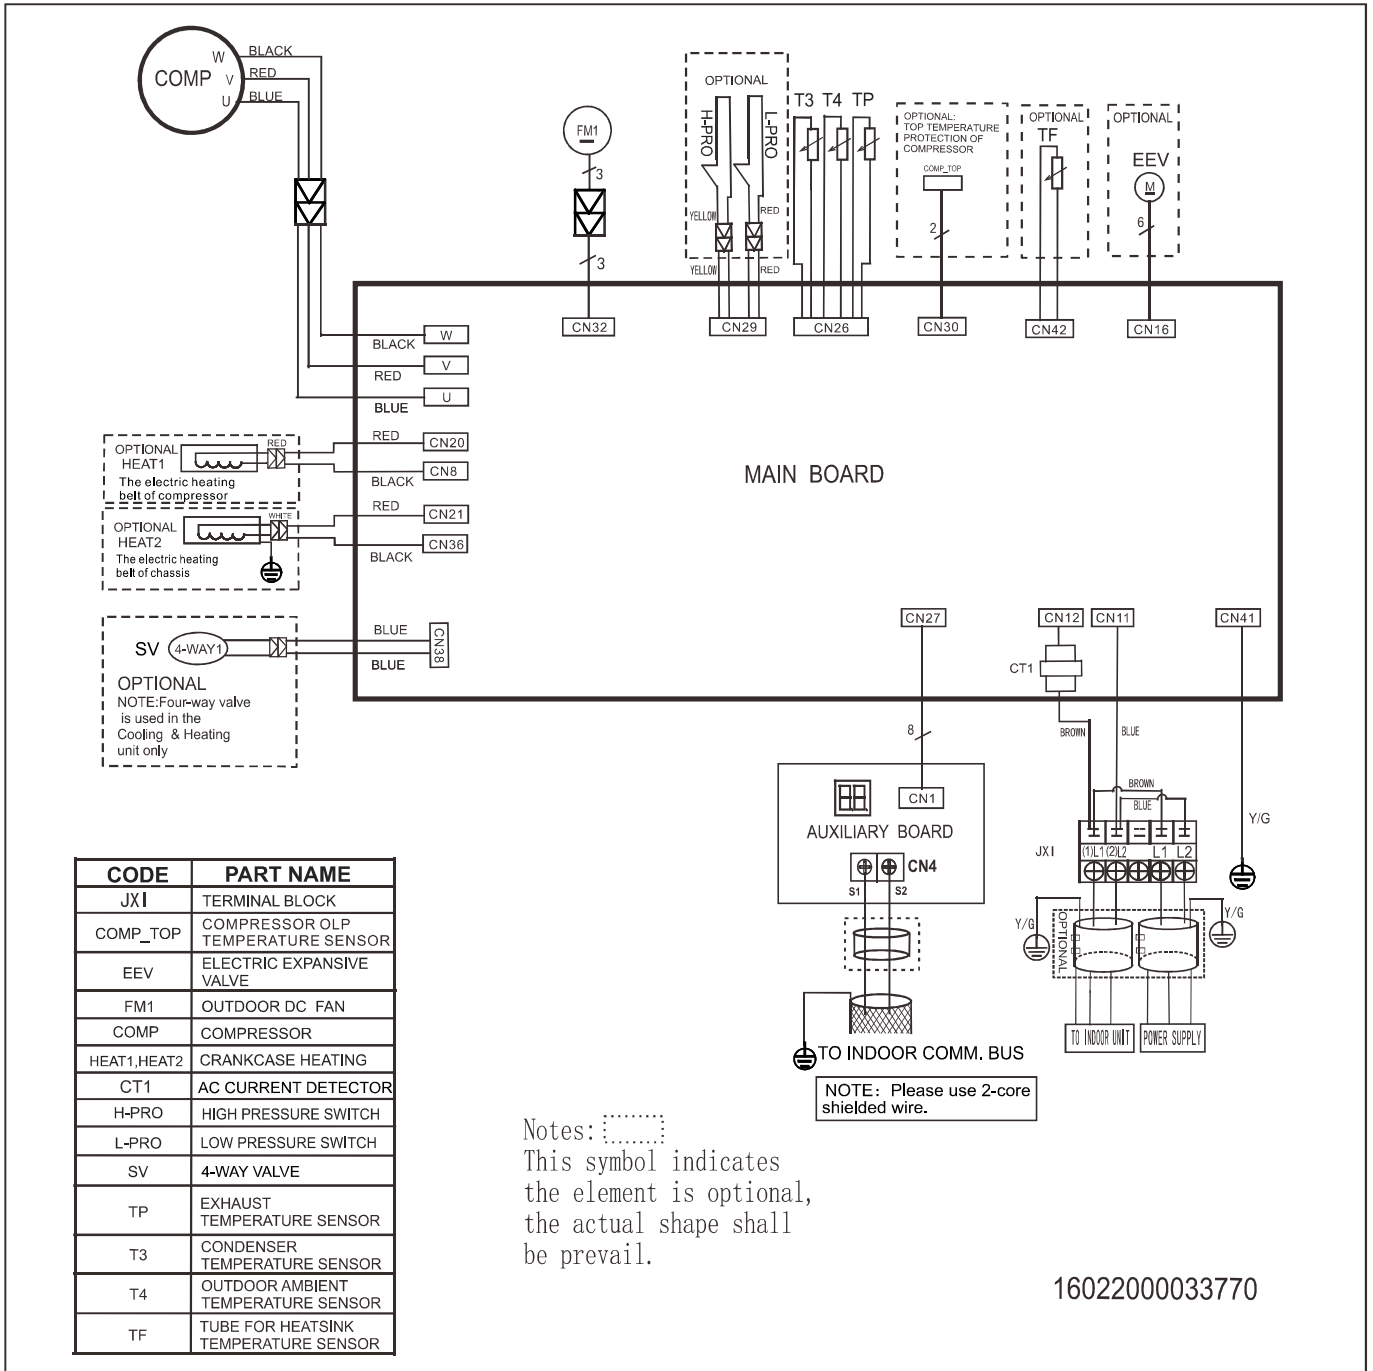 COMP
W
V
U
BLACK
RED
BLUE
FM1
3
3
OPTIONAL
H-PRO
L-PRO
YELLOW
RED
YELLOW
RED
T3 T4 TP
OPTIONAL:
TOP TEMPERATURE
PROTECTION OF
COMPRESSOR
COMP_TOP
2
OPTIONAL
TF
OPTIONAL
EEV
M
6
CN32
CN29
CN26
CN30
CN42
CN16
W
BLACK
V
RED
U
BLUE
OPTIONAL
HEAT1
RED
The electric heating
belt of compressor
RED
CN20
CN8
BLACK
OPTIONAL
HEAT2
WHITE
The electric heating
belt of chassis
RED
CN21
CN36
BLACK
MAIN BOARD
SV
4-WAY1
OPTIONAL
NOTE:Four-way valve
is used in the
Cooling & Heating
unit only
BLUE
BLUE
CN38
CN27
CN12
CN11
CN41
CT1
8
BROWN
BLUE
CN1
AUXILIARY BOARD
CN4
S1
S2
BROWN
BLUE
Y/G
JX I
(1)L1 (2)L2 L1 L2
Y/G
Y/G
OPTIONAL
TO INDOOR UNIT
POWER SUPPLY
TO INDOOR COMM. BUS
NOTE: Please use 2-core
shielded wire.
CODE PART NAME
JX I TERMINAL BLOCK
COMP_TOP COMPRESSOR OLP
TEMPERATURE SENSOR
EEV ELECTRIC EXPANSIVE
VALVE
FM1 OUTDOOR DC FAN
COMP COMPRESSOR
HEAT1,HEAT2 CRANKCASE HEATING
CT1 AC CURRENT DETECTOR
H-PRO HIGH PRESSURE SWITCH
L-PRO LOW PRESSURE SWITCH
SV 4-WAY VALVE
TP EXHAUST
TEMPERATURE SENSOR
T3 CONDENSER
TEMPERATURE SENSOR
T4 OUTDOOR AMBIENT
TEMPERATURE SENSOR
TF TUBE FOR HEATSINK
TEMPERATURE SENSOR
Notes:
This symbol indicates
the element is optional,
the actual shape shall
be prevail.
16022000033770